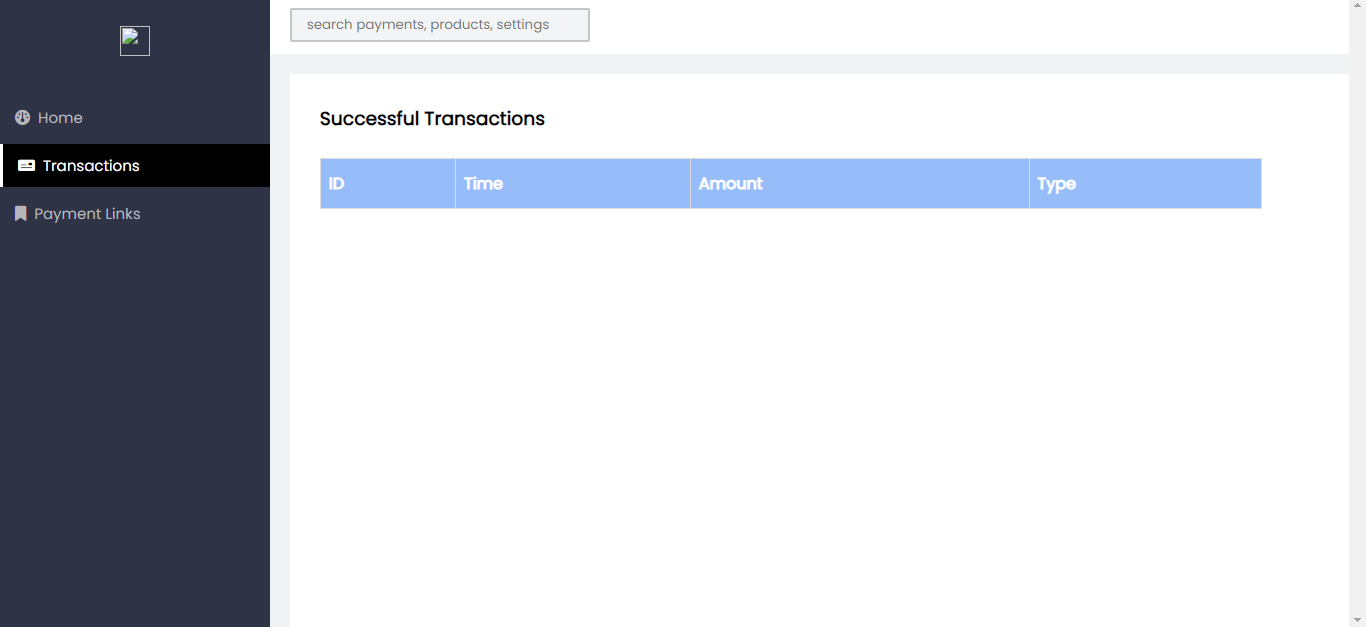 search payments, products, settings
Home
Transactions
Payment Links
Successful Transactions
ID Time Amount Type